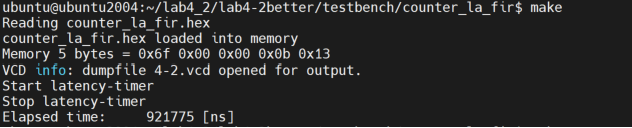 ubuntu@ubuntu2004:~/lab4_2/lab4-2better/testbench/counter_la_fir$ make
Reading counter_la_fir.hex
counter_la_fir.hex loaded into memory
Memory 5 bytes = 0x6f 0x00 0x00 0x0b 0x13
VCD info: dumpfile 4-2.vcd opened for output.
Start latency-timer
Stop latency-timer
Elapsed time:     921775 [ns]